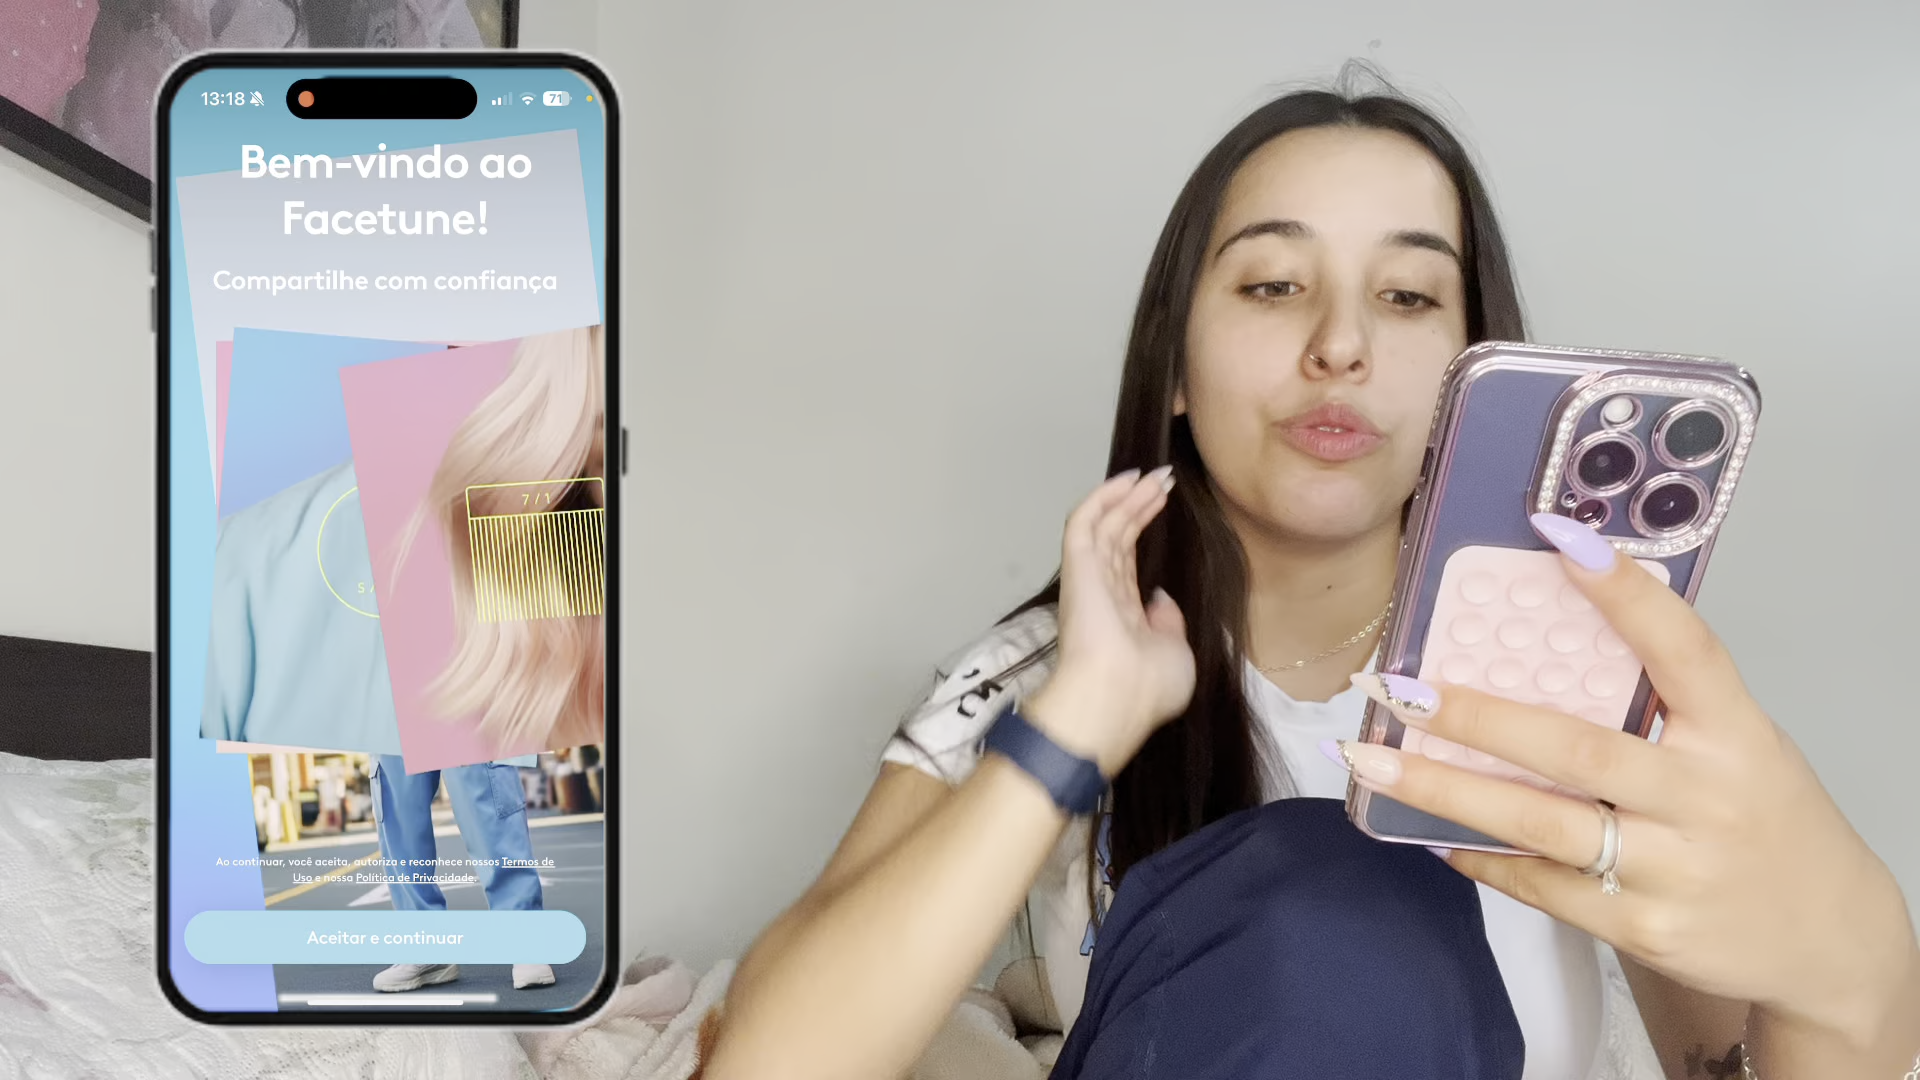 13:18
71
Bem-vindo ao
Facetune!
Compartilhe com confiança
7 / 1
5 /
Ao continuar, você aceita, autoriza e reconhece nossos Termos de
Uso e nossa Política de Privacidade.
Aceitar e continuar